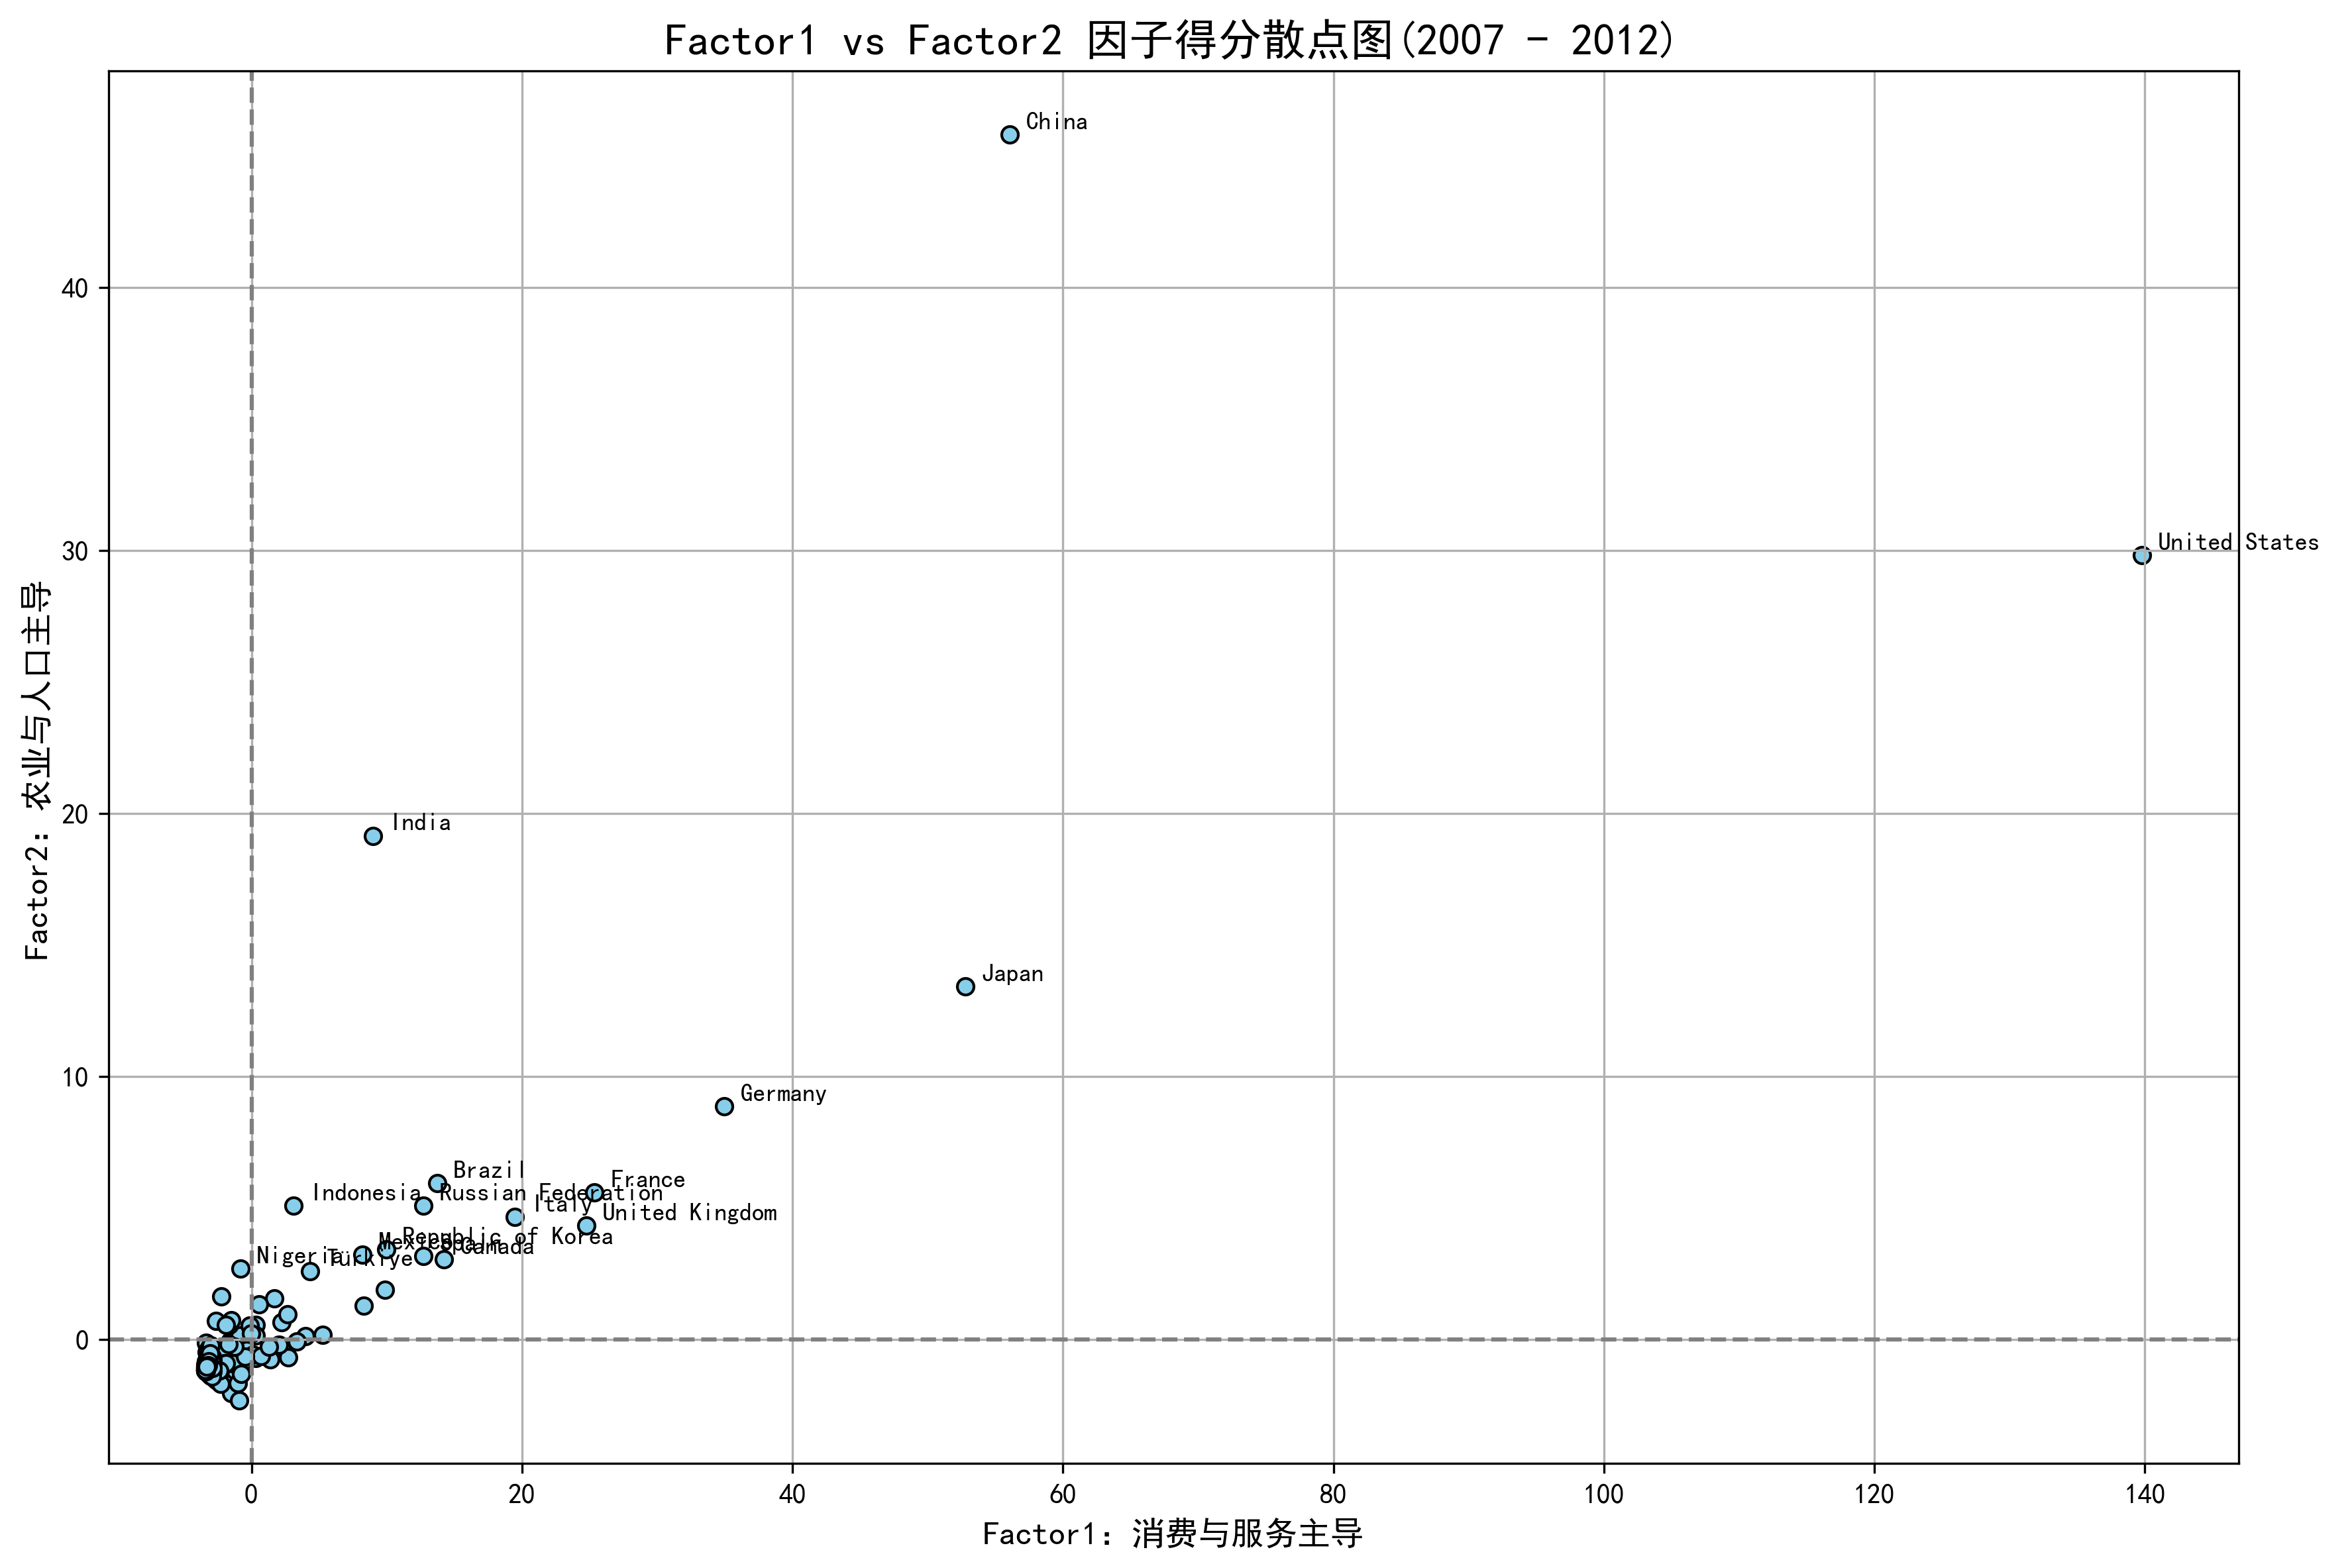 Factor1 vs Factor2 因子得分散点图(2007 - 2012)
China
40
30
United States
Factor2: 农业与人口主导
20
India
Japan
10
Germany
Brazil
France
Indonesia
Russian Federation
Italy
United Kingdom
Republic of Korea
Mexico
Spain
Canada
Nigeria
Türkiye
0
0 20 40 60 80 100 120 140
Factor1: 消费与服务主导